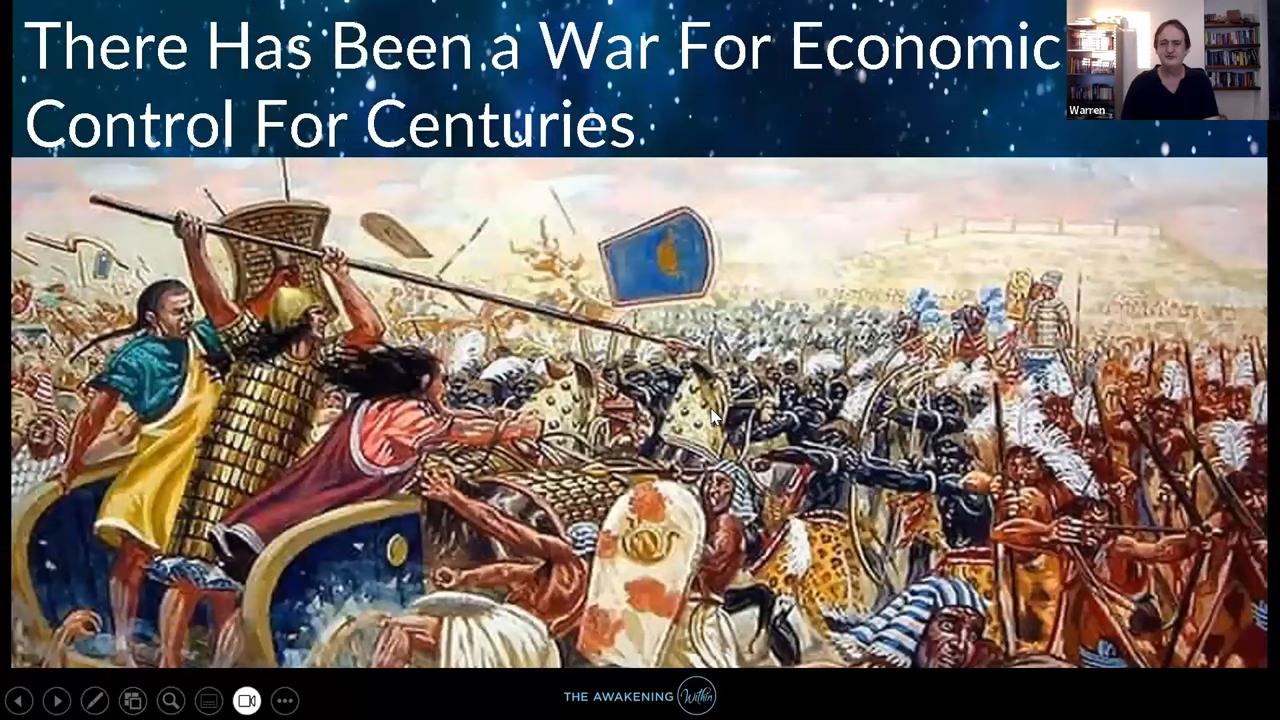 There Has Been a War For Economic
Control For Centuries
Warren
THE AWAKENING Within